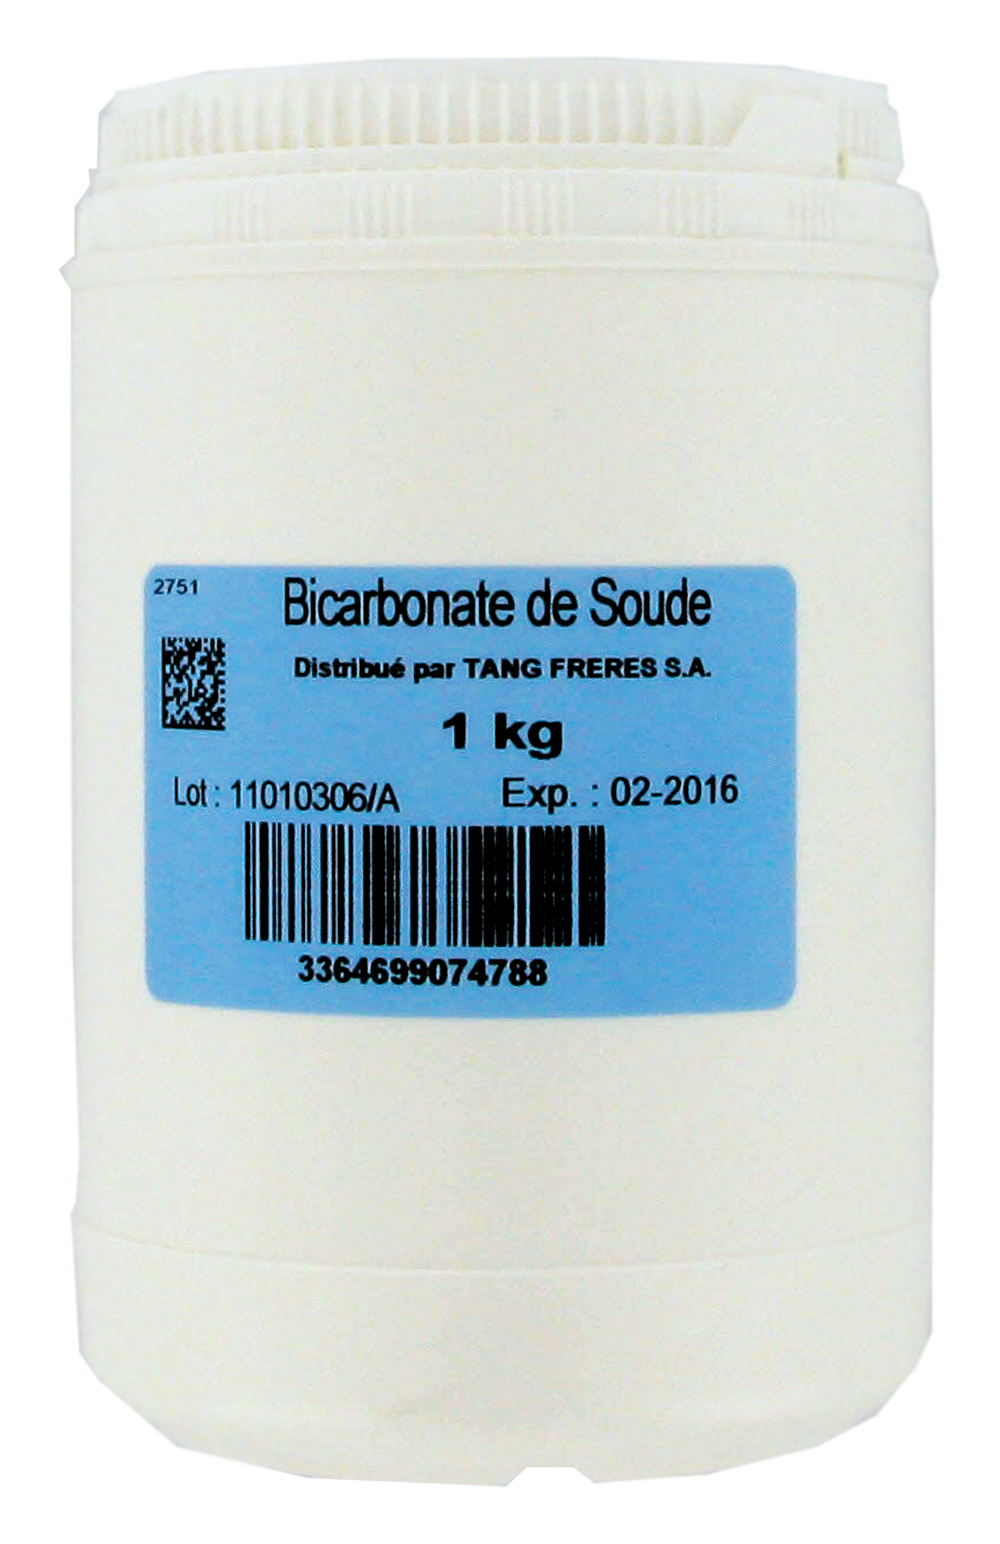 2751
Bicarbonate de Soude
Distribué par TANG FRERES S.A.
1 kg
Lot : 11010306/A Exp. : 02-2016
3364699074788